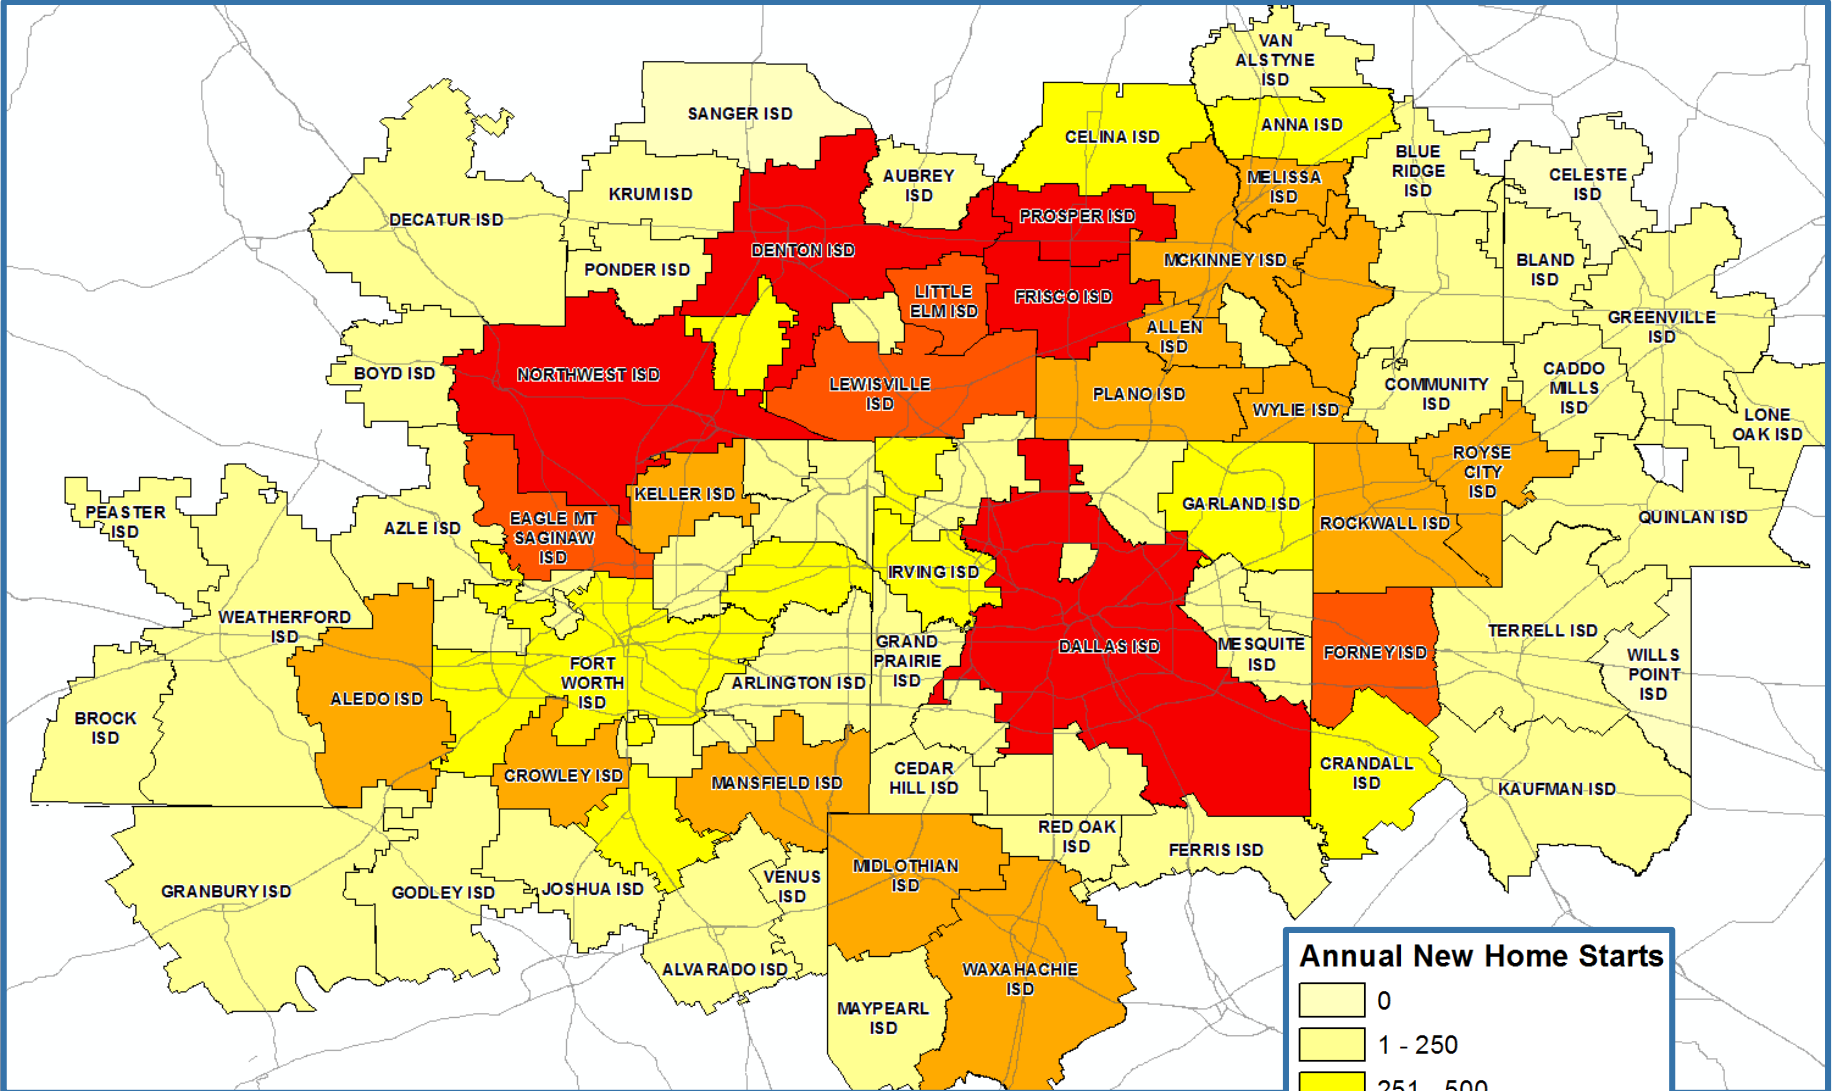 VAN
ALSTYNE
ISD
SANGER ISD
CELINA ISD
ANNA ISD
BLUE
RIDGE
ISD
CELESTE
ISD
KRUM ISD
AUBREY
ISD
MELISSA
ISD
DECATUR ISD
PROSPER ISD
DENTON ISD
MCKINNEY ISD
BLAND
ISD
PONDER ISD
LITTLE
ELM ISD
FRISCO ISD
GREENVILLE
ISD
ALLEN
ISD
BOYD ISD
NORTHWEST ISD
LEWISVILLE
ISD
PLANO ISD
WYLIE ISD
COMMUNITY
ISD
CADDO
MILLS
ISD
LONE
OAK ISD
ROYSE
CITY
ISD
KELLER ISD
GARLAND ISD
ROCKWALL ISD
QUINLAN ISD
PEASTER
ISD
AZLE ISD
EAGLE MT
SAGINAW
ISD
IRVING ISD
WEATHERFORD
ISD
GRAND
PRAIRIE
ISD
DALLAS ISD
MESQUITE
ISD
FORNEY ISD
TERRELL ISD
WILLS
POINT
ISD
FORT
WORTH
ISD
ARLINGTON ISD
ALEDO ISD
BROCK
ISD
CROWLEY ISD
MANSFIELD ISD
CEDAR
HILL ISD
CRANDALL
ISD
KAUFMAN ISD
RED OAK
ISD
FERRIS ISD
MIDLOTHIAN
ISD
VENUS
ISD
GRANBURY ISD
GODLEY ISD
JOSHUA ISD
ALVARADO ISD
WAXAHACHIE
ISD
MAYPEARL
ISD
Annual New Home Starts
0
1 - 250
251 - 500